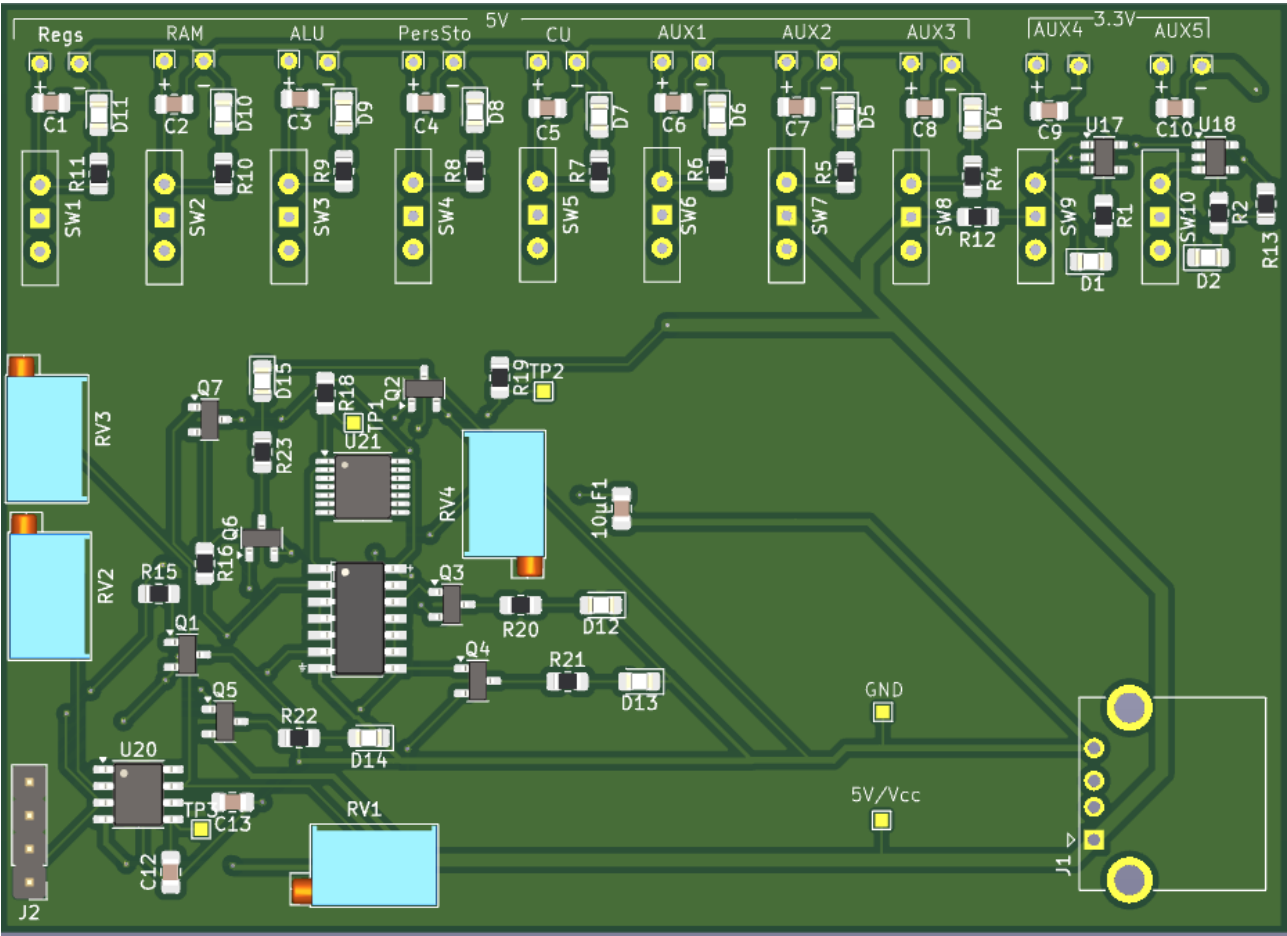 5V
3.3V
Regs
RAM
ALU
PersSto
CU
AUX1
AUX2
AUX3
AUX4
AUX5
+ −
+ −
+ −
+ −
+ −
+ −
+ −
+ −
+ −
+ −
C1
D11
C2
D10
C3
D9
C4
D8
C5
D7
C6
D6
C7
D5
C8
D4
C9
U17
C10
U18
R11
R10
R9
R8
R7
R6
R5
R4
SW1
SW2
SW3
SW4
SW5
SW6
SW7
SW8
R12
SW9
R1
SW10
R2
R13
D1
D2
RV3
Q7
D15
R18
TP1
Q2
R19
TP2
R23
U21
RV4
10µF1
Q6
R16
RV2
R15
Q3
+
R20
D12
Q1
Q4
R21
D13
Q5
R22
D14
GND
U20
TP3
C13
RV1
5V/Vcc
C12
J1
J2